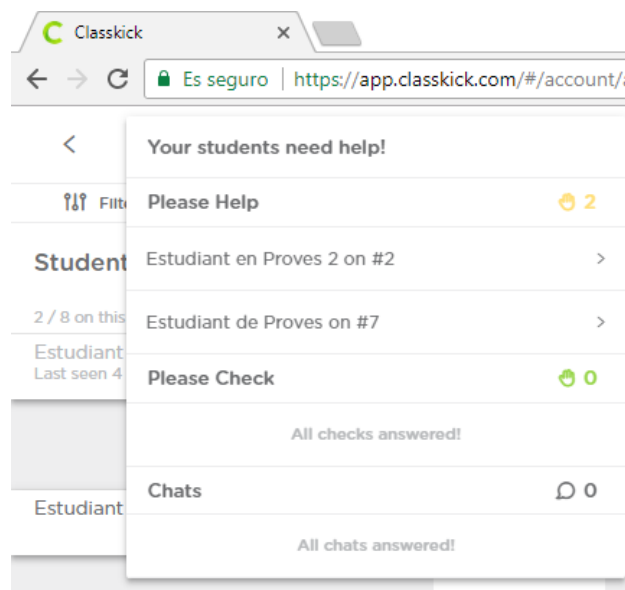 Classkick
Es seguro | https://app.classkick.com/#/account/
Your students need help!
Please Help 2
Estudiant en Proves 2 on #2
Estudiant de Proves on #7
Please Check 0
All checks answered!
Chats 0
All chats answered!
Student
2 / 8 on this
Estudiant
Last seen 4
Estudiant